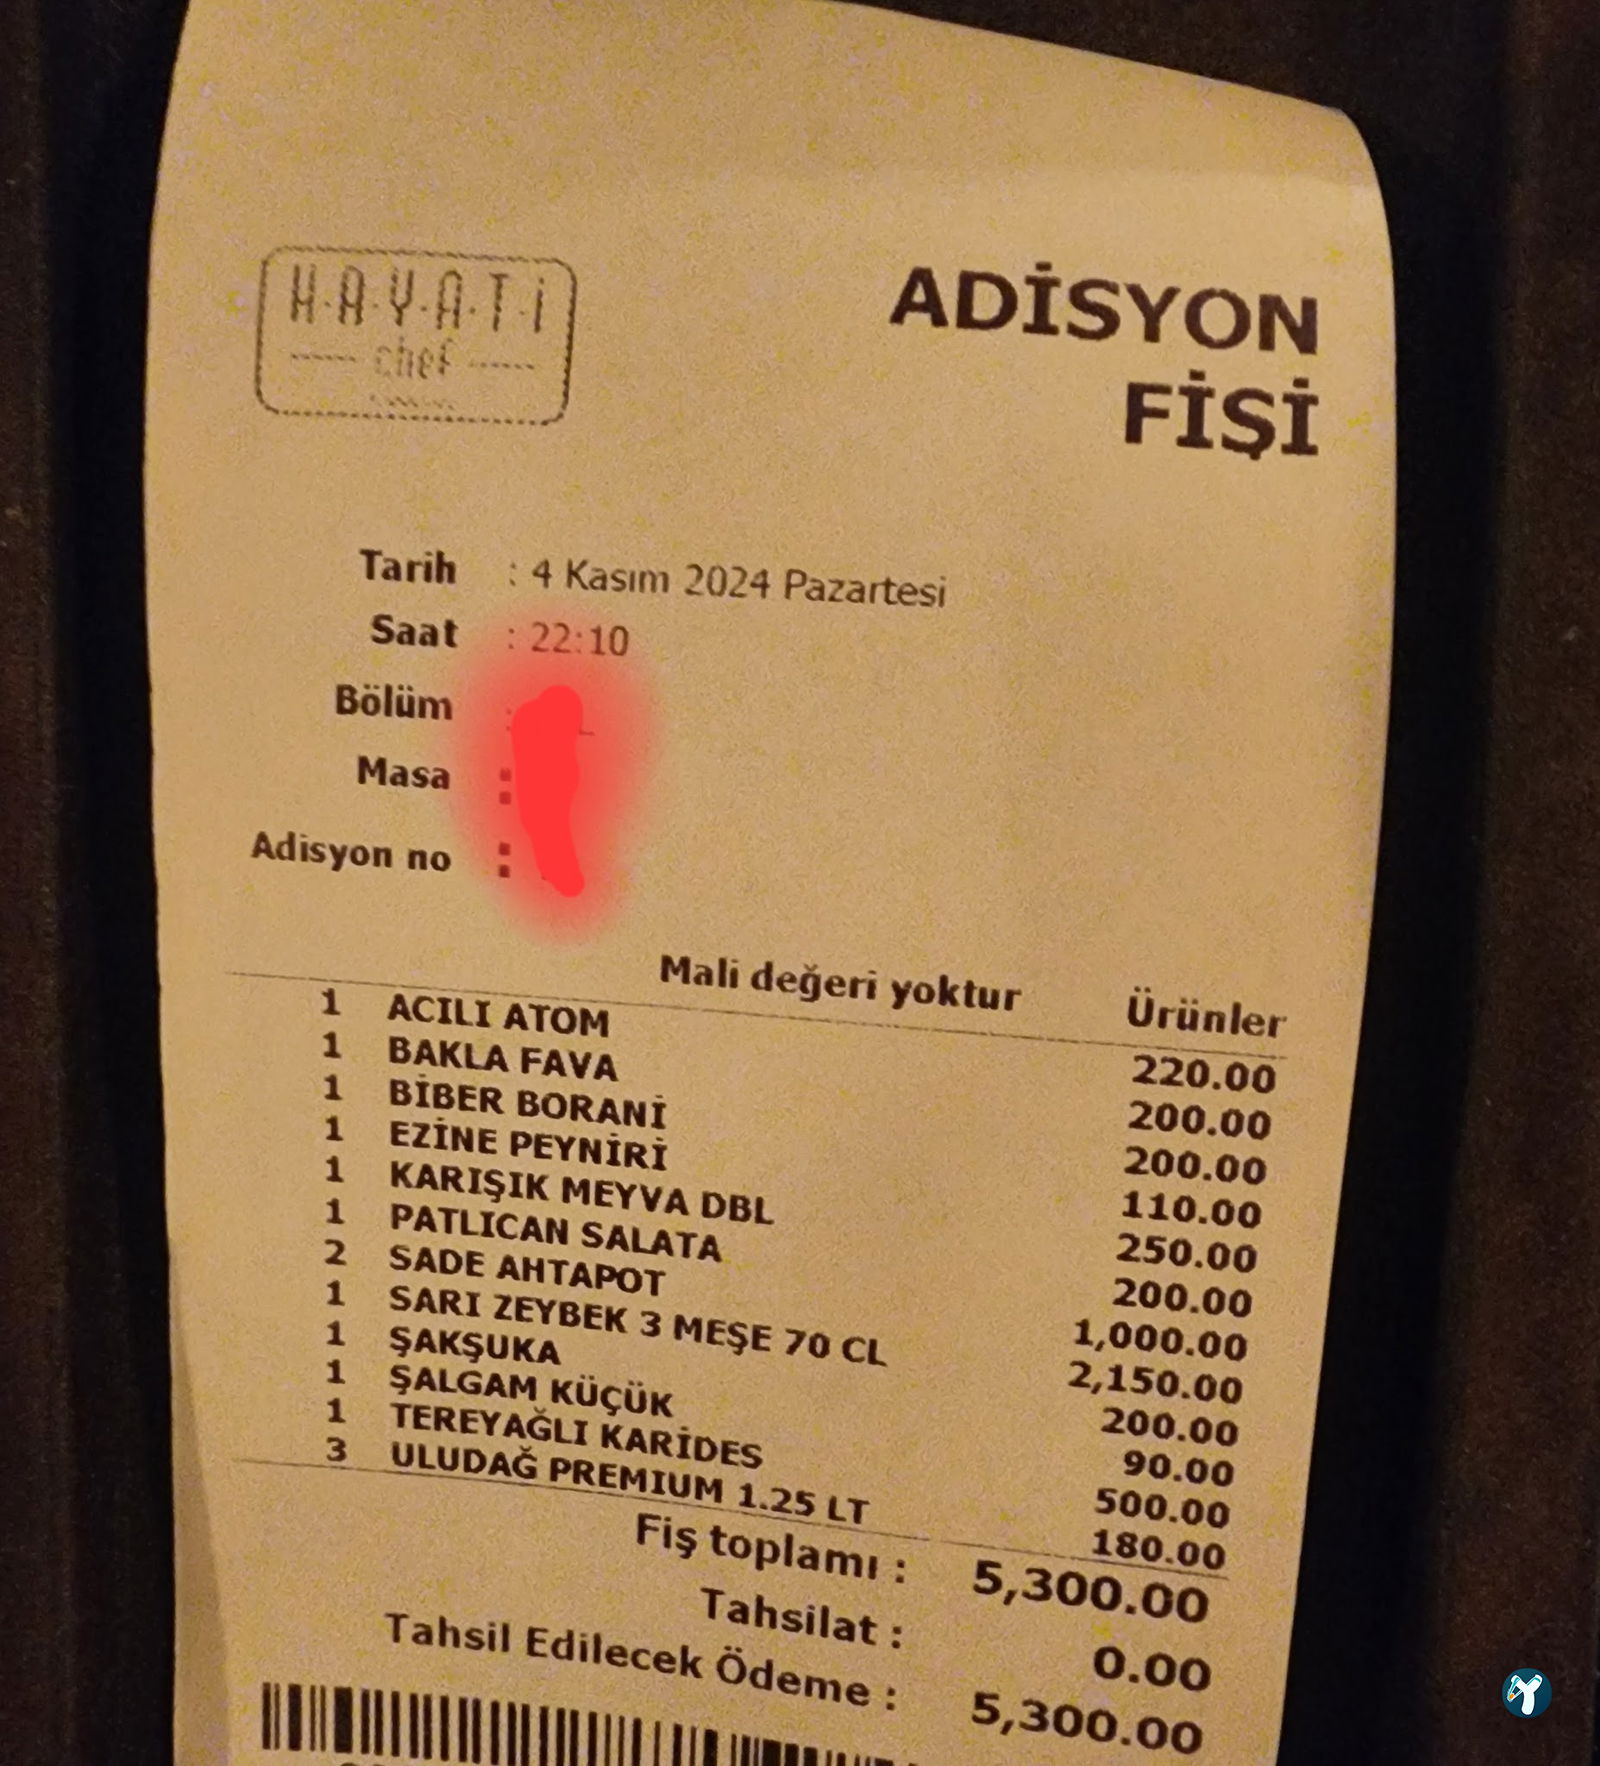 H·A·Y·A·T·İ
chef
ADİSYON
FİŞİ
Tarih : 4 Kasım 2024 Pazartesi
Saat : 22:10
Bölüm :
Masa :
Adisyon no :
Mali değeri yoktur Ürünler
1 ACILI ATOM 220.00
1 BAKLA FAVA 200.00
1 BİBER BORANİ 200.00
1 EZİNE PEYNİRİ 110.00
1 KARIŞIK MEYVA DBL 250.00
1 PATLICAN SALATA 200.00
2 SADE AHTAPOT 1,000.00
1 SARI ZEYBEK 3 MEŞE 70 CL 2,150.00
1 ŞAKŞUKA 200.00
1 ŞALGAM KÜÇÜK 90.00
1 TEREYAĞLI KARİDES 500.00
3 ULUDAĞ PREMIUM 1.25 LT 180.00
Fiş toplamı : 5,300.00
Tahsilat : 0.00
Tahsil Edilecek Ödeme : 5,300.00